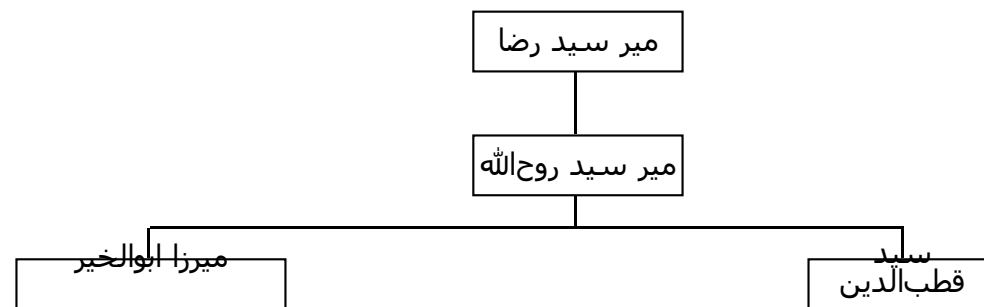 میر سید رضا
میر سید روح‌الله
سید
قطب‌الدین
میرزا ابوالخیر